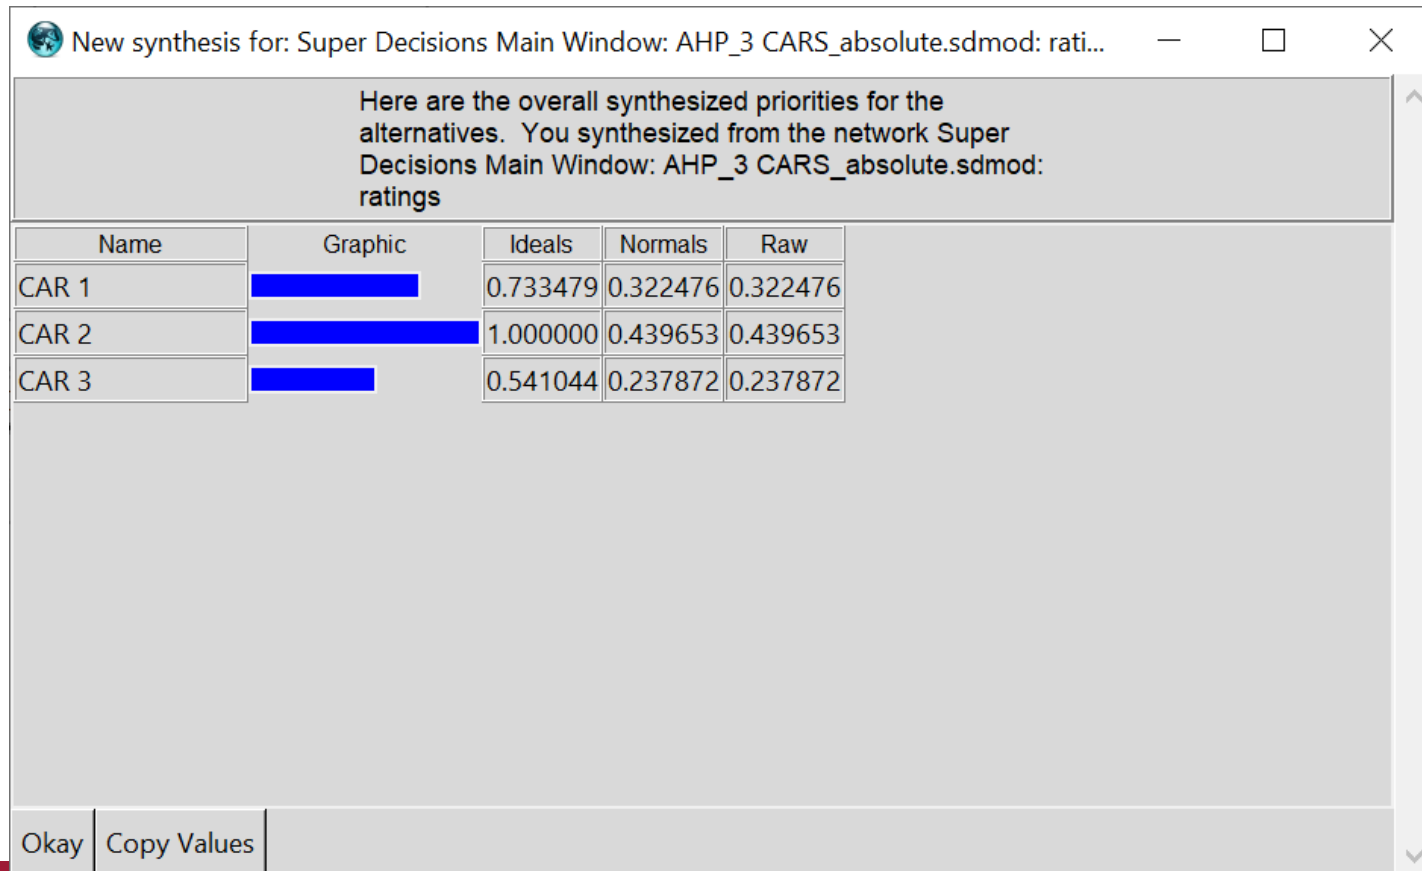 New synthesis for: Super Decisions Main Window: AHP_3 CARS_absolute.sdmod: rati...
Here are the overall synthesized priorities for the
alternatives.  You synthesized from the network Super
Decisions Main Window: AHP_3 CARS_absolute.sdmod:
ratings
Name Graphic Ideals Normals Raw
CAR 1 0.733479 0.322476 0.322476
CAR 2 1.000000 0.439653 0.439653
CAR 3 0.541044 0.237872 0.237872
Okay Copy Values